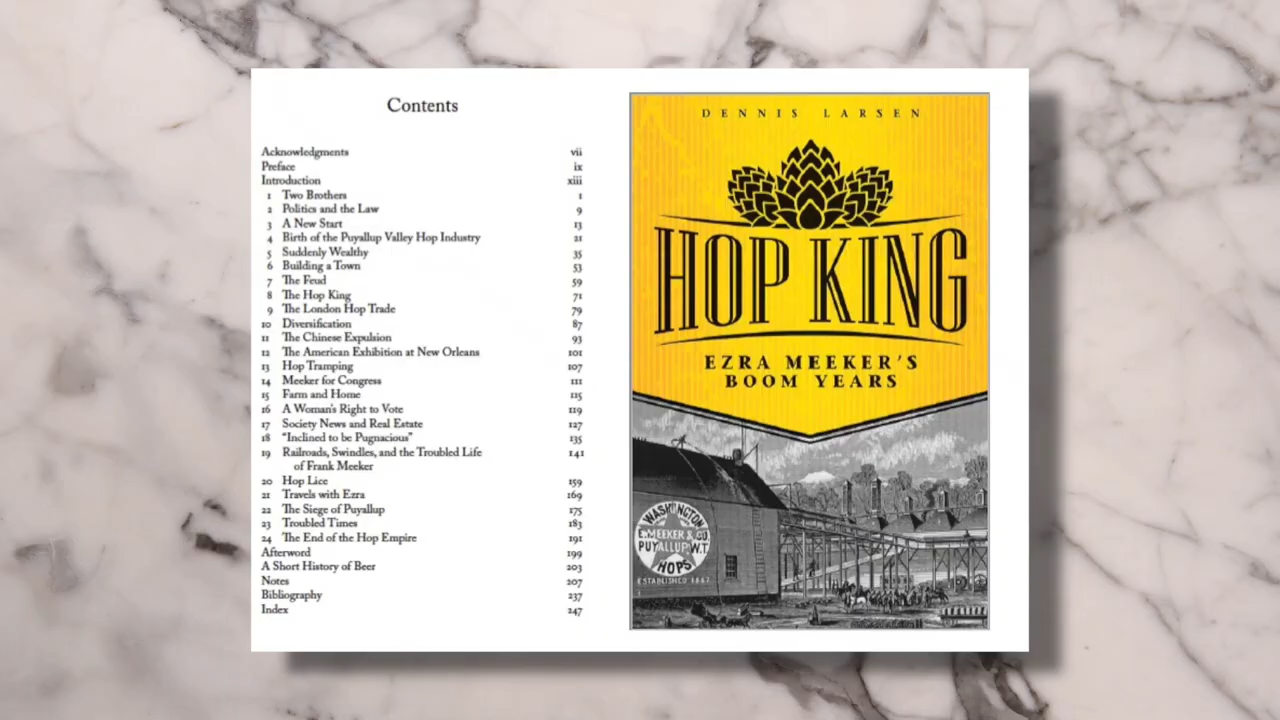 Contents
Acknowledgments vii
Preface ix
Introduction xiii
1 Two Brothers 1
2 Politics and the Law 9
3 A New Start 13
4 Birth of the Puyallup Valley Hop Industry 21
5 Suddenly Wealthy 35
6 Building a Town 53
7 The Feud 59
8 The Hop King 71
9 The London Hop Trade 79
10 Diversification 87
11 The Chinese Expulsion 93
12 The American Exhibition at New Orleans 101
13 Hop Tramping 107
14 Meeker for Congress 111
15 Farm and Home 115
16 A Woman's Right to Vote 119
17 Society News and Real Estate 127
18 "Inclined to be Pugnacious" 135
19 Railroads, Swindles, and the Troubled Life 141
of Frank Meeker
20 Hop Lice 159
21 Travels with Ezra 169
22 The Siege of Puyallup 175
23 Troubled Times 183
24 The End of the Hop Empire 191
Afterword 199
A Short History of Beer 203
Notes 207
Bibliography 237
Index 247
DENNIS LARSEN
HOP KING
EZRA MEEKER'S
BOOM YEARS
WASHINGTON
E. MEEKER & CO
PUYALLUP W.T
HOPS
ESTABLISHED 1867